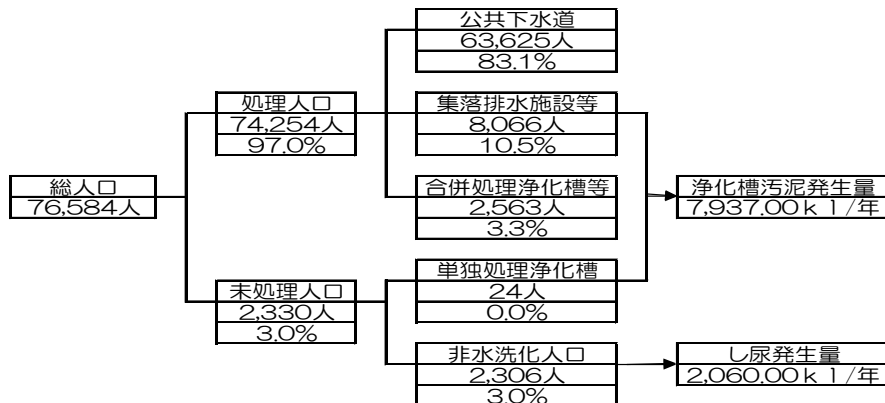 公共下水道
63,625人
83.1%
処理人口
74,254人
97.0%
集落排水施設等
8,066人
10.5%
総人口
76,584人
合併処理浄化槽等
2,563人
3.3%
浄化槽汚泥発生量
7,937.00ｋｌ/年
未処理人口
2,330人
3.0%
単独処理浄化槽
24人
0.0%
非水洗化人口
2,306人
3.0%
し尿発生量
2,060.00ｋｌ/年